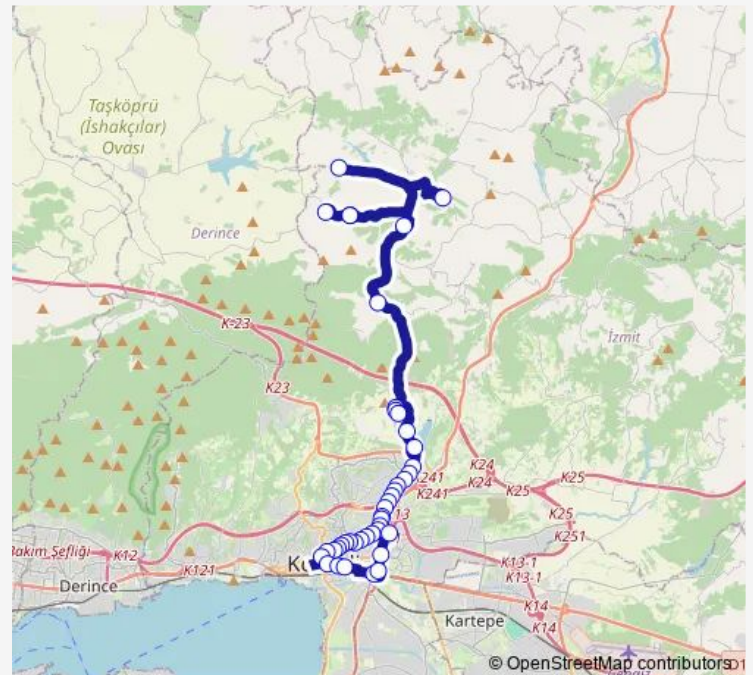 Taşköprü
(İshakçılar)
Ovası
Derince
K-23
İzmit
K23
K241
K24
K241
K24
K25
K25
K25
K251
13
Bakım Şefliği
K12
K121
K13-1
K13-1
Derince
K14
K14
Kartepe
© OpenStreetMap contributors